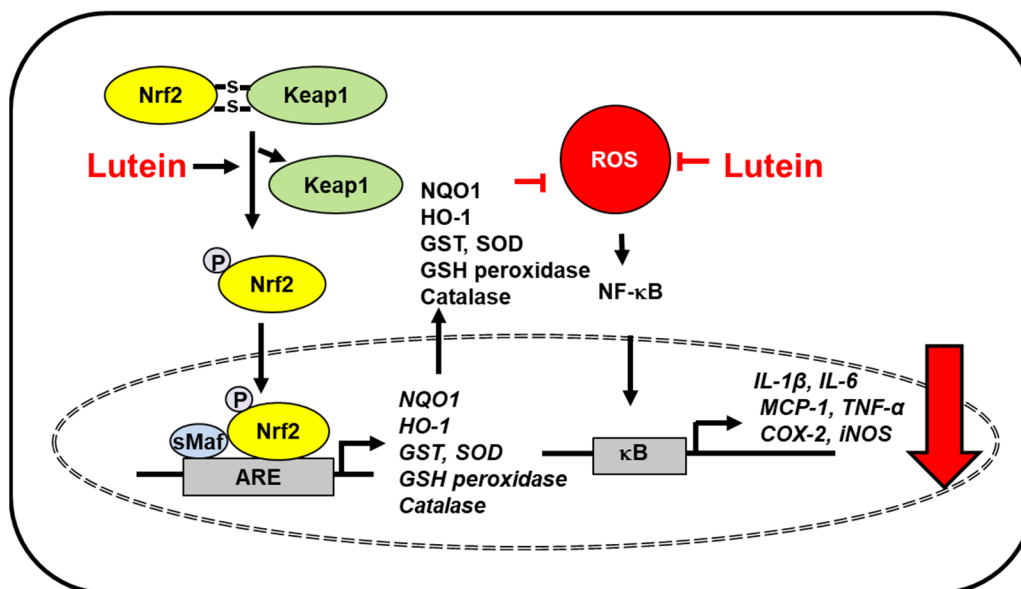 Nrf2
S
S
Keap1
Lutein
Keap1
NQO1
HO-1
GST, SOD
GSH peroxidase
Catalase
ROS
Lutein
P
Nrf2
NF-κB
P
sMaf
Nrf2
ARE
NQO1
HO-1
GST, SOD
GSH peroxidase
Catalase
κB
IL-1β, IL-6
MCP-1, TNF-α
COX-2, iNOS